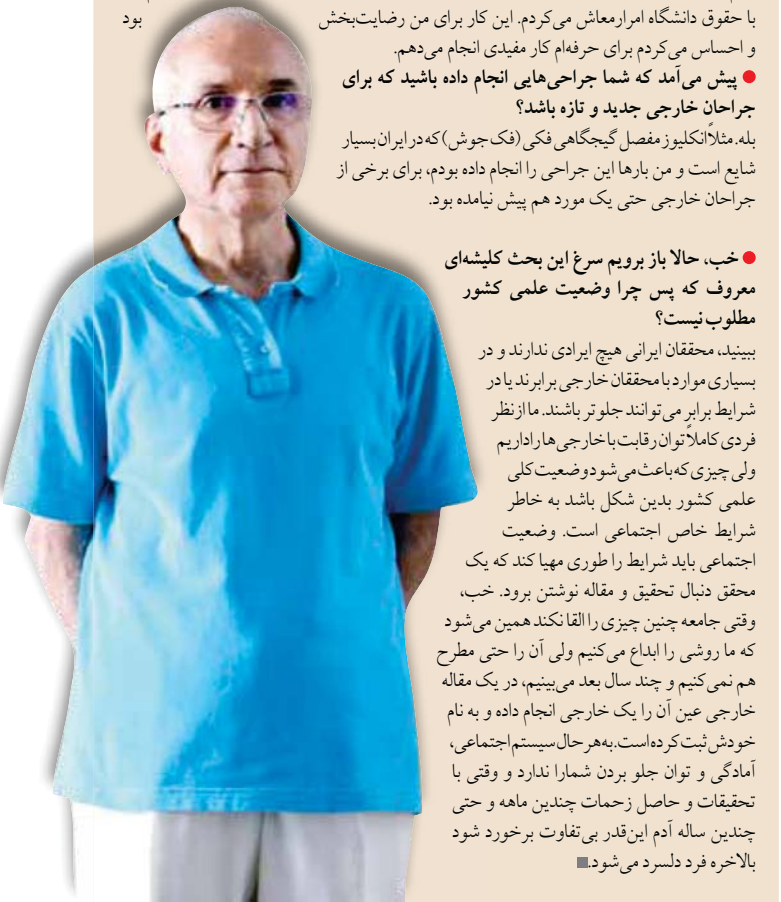 با حقوق دانشگاه امرارمعاش می‌کردم. این کار برای من رضایت‌بخش بود
و احساس می‌کردم برای حرفه‌ام کار مفیدی انجام می‌دهم.
● پیش می‌آمد که شما جراحی‌هایی انجام داده باشید که برای
جراحان خارجی جدید و تازه باشد؟
بله. مثلاً انکلیوز مفصل گیجگاهی فکی (فک جوش) که در ایران بسیار
شایع است و من بارها این جراحی را انجام داده بودم، برای برخی از
جراحان خارجی حتی یک مورد هم پیش نیامده بود.
● خب، حالا باز برویم سرغ این بحث کلیشه‌ای
معروف که پس چرا وضعیت علمی کشور
مطلوب نیست؟
ببینید، محققان ایرانی هیچ ایرادی ندارند و در
بسیاری موارد با محققان خارجی برابرند یا در
شرایط برابر می‌توانند جلوتر باشند. ما از نظر
فردی کاملاً توان رقابت با خارجی‌ها را داریم
ولی چیزی که باعث می‌شود وضعیت کلی
علمی کشور بدین شکل باشد به خاطر
شرایط خاص اجتماعی است. وضعیت
اجتماعی باید شرایط را طوری مهیا کند که یک
محقق دنبال تحقیق و مقاله نوشتن برود. خب،
وقتی جامعه چنین چیزی را القا نکند همین می‌شود
که ما روشی را ابداع می‌کنیم ولی آن را حتی مطرح
هم نمی‌کنیم و چند سال بعد می‌بینیم، در یک مقاله
خارجی عین آن را یک خارجی انجام داده و به نام
خودش ثبت کرده است. به‌هر حال سیستم اجتماعی،
آمادگی و توان جلو بردن شمارا ندارد و وقتی با
تحقیقات و حاصل زحمات چندین ماهه و حتی
چندین ساله آدم این‌قدر بی‌تفاوت برخورد شود
بالاخره فرد دلسرد می‌شود.■